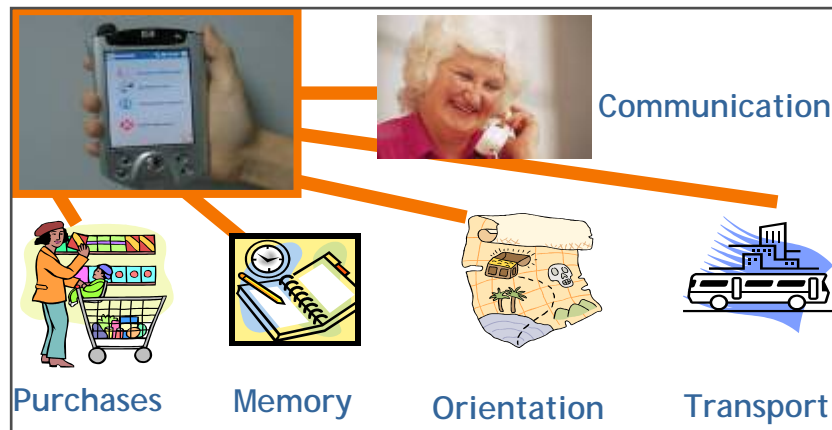 Communication
Purchases
Memory
Orientation
Transport